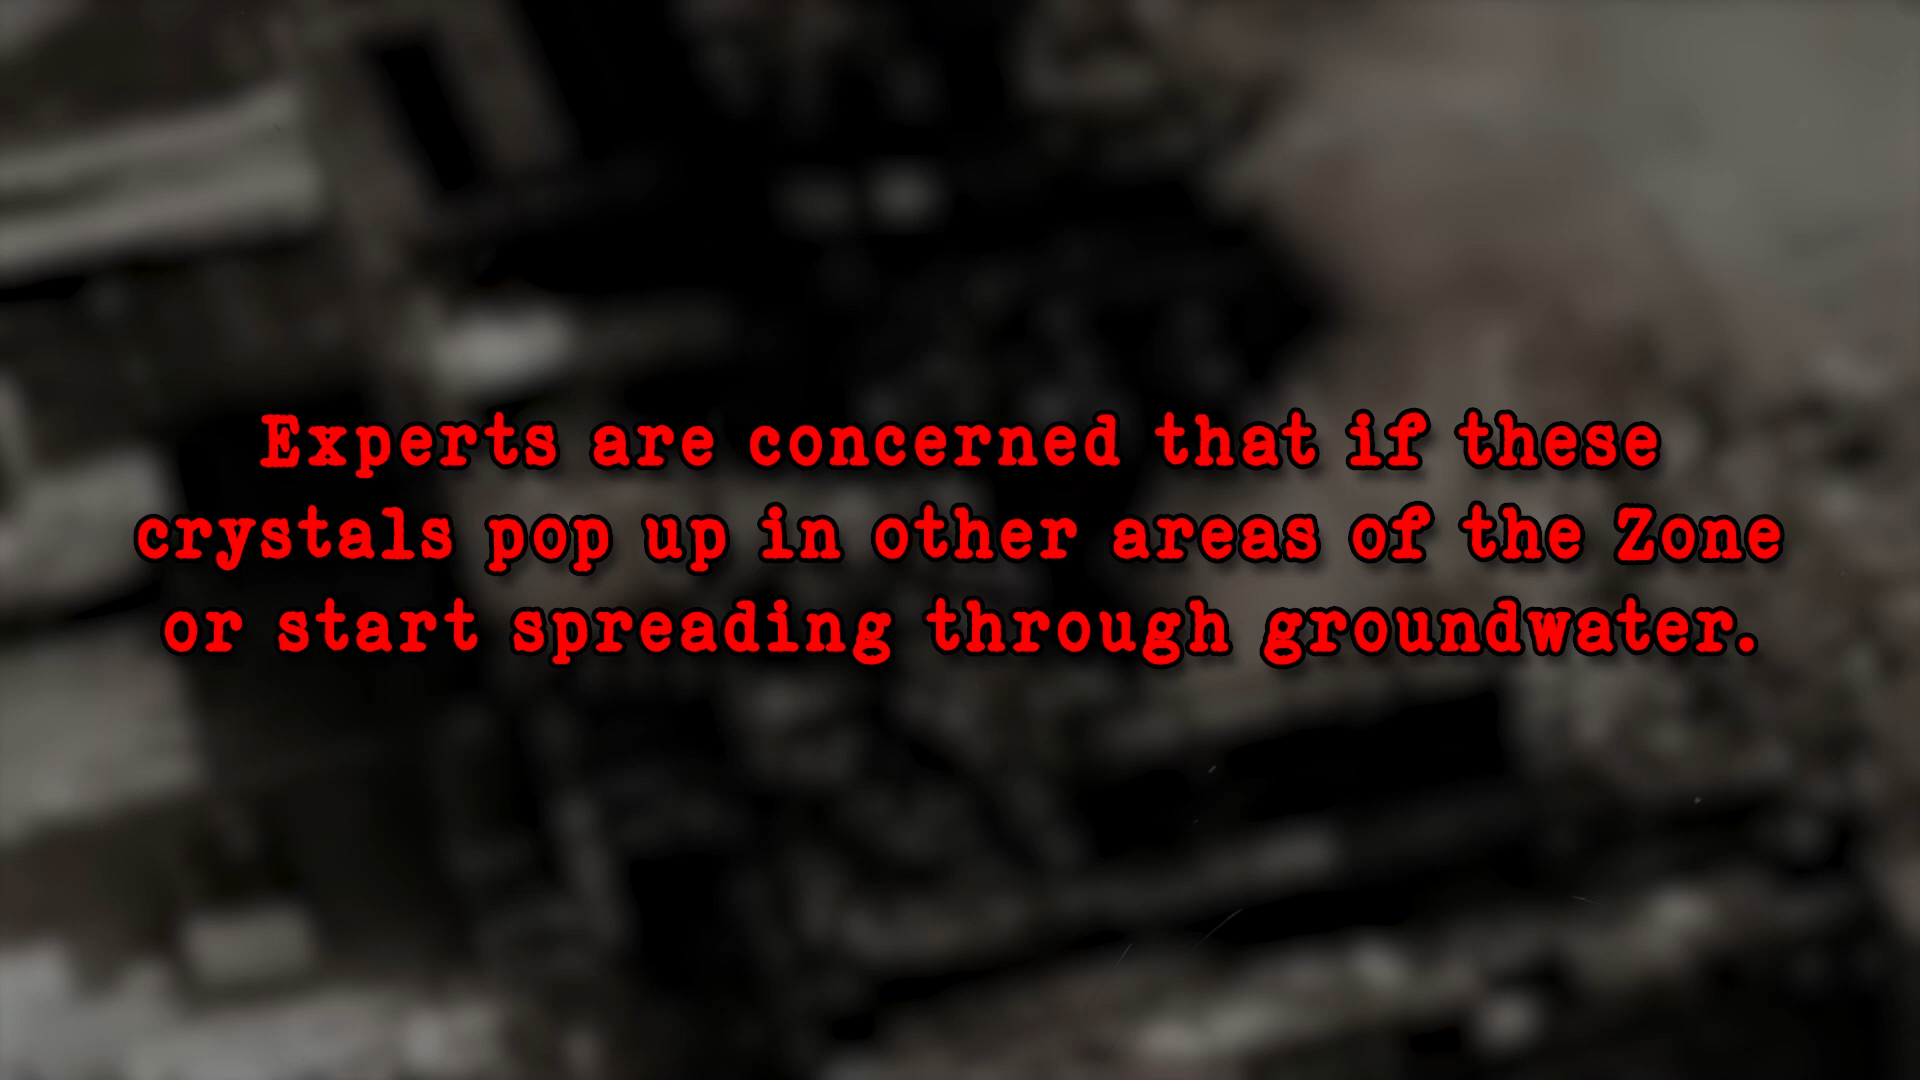 Experts are concerned that if these
crystals pop up in other areas of the Zone
or start spreading through groundwater.